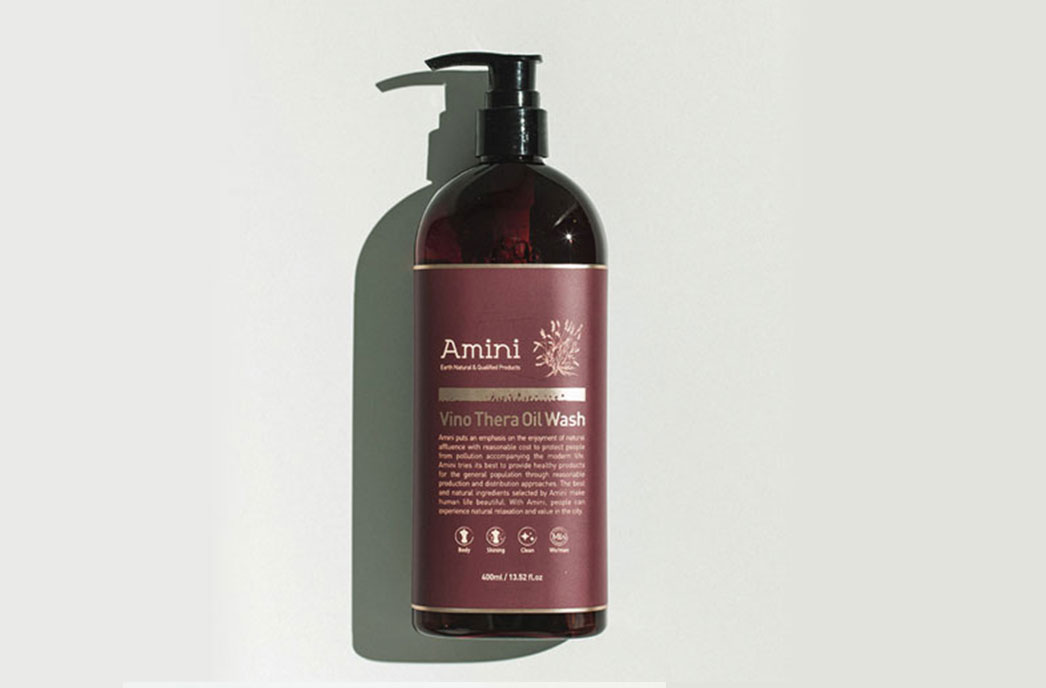 Amini
Earth Natural & Qualified Products
Vino Thera Oil Wash
Amini puts an emphasis on the enjoyment of natural
affluence with reasonable cost to protect people
from pollution accompanying the modern life.
Amini tries its best to provide healthy products
for the general population through reasonable
production and distribution approaches. The best
and natural ingredients selected by Amini make
human life beautiful. With Amini, people can
experience natural relaxation and value in the city.
Body Shining Clean Wo/man
400ml / 13.52 fl.oz